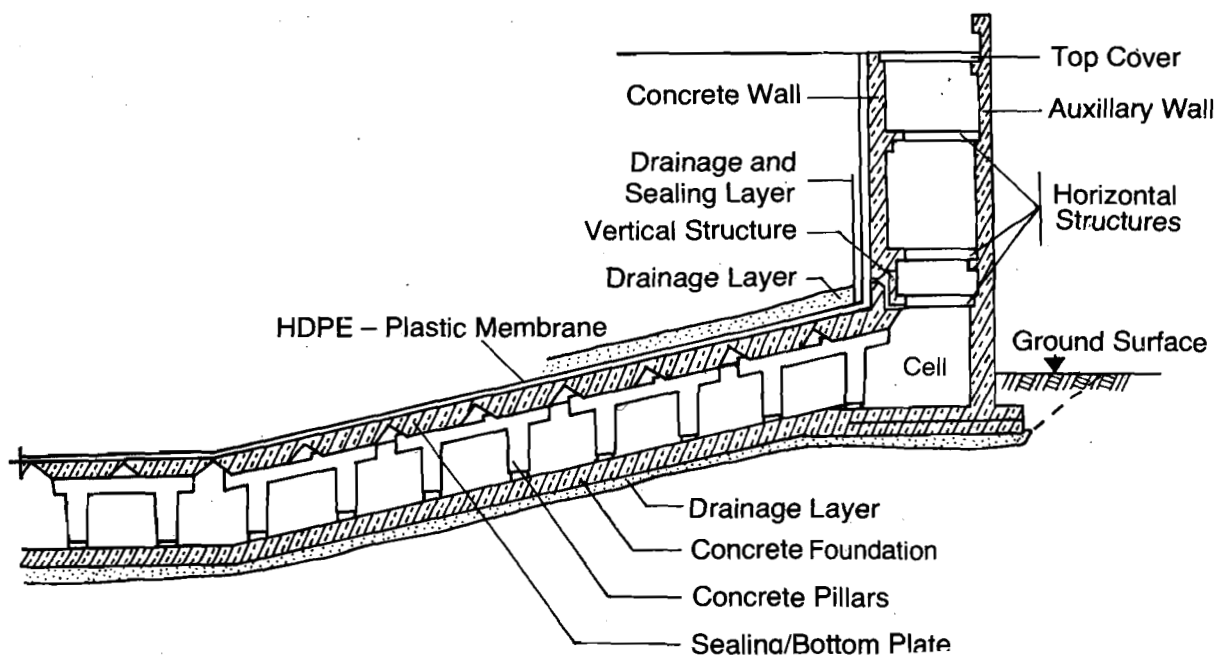 Top Cover
Concrete Wall
Auxillary Wall
Drainage and
Sealing Layer
Horizontal
Structures
Vertical Structure
Drainage Layer
HDPE – Plastic Membrane
Ground Surface
Cell
Drainage Layer
Concrete Foundation
Concrete Pillars
Sealing/Bottom Plate